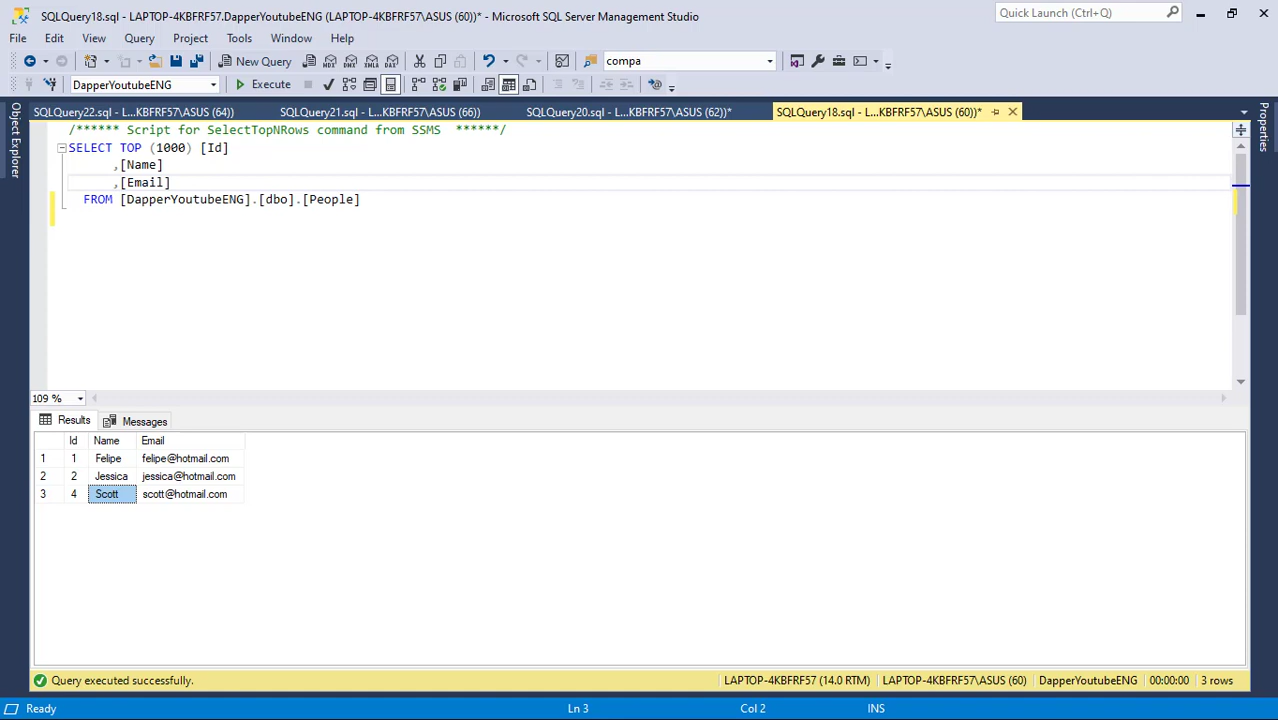 SQLQuery18.sql - LAPTOP-4KBFRF57.DapperYoutubeENG (LAPTOP-4KBFRF57\ASUS (60))* - Microsoft SQL Server Management Studio
Quick Launch (Ctrl+Q)
File Edit View Query Project Tools Window Help
New Query
compa
DapperYoutubeENG
Execute
SQLQuery22.sql - L...KBFRF57\ASUS (64))
SQLQuery21.sql - L...KBFRF57\ASUS (66))
SQLQuery20.sql - L...KBFRF57\ASUS (62))*
SQLQuery18.sql - L...KBFRF57\ASUS (60))*
Object Explorer
Properties
/****** Script for SelectTopNRows command from SSMS ******/
SELECT TOP (1000) [Id]
,[Name]
,[Email]
FROM [DapperYoutubeENG].[dbo].[People]
109 %
Results
Messages
Id Name Email
1 1 Felipe felipe@hotmail.com
2 2 Jessica jessica@hotmail.com
3 4 Scott scott@hotmail.com
Query executed successfully.
LAPTOP-4KBFRF57 (14.0 RTM)
LAPTOP-4KBFRF57\ASUS (60)
DapperYoutubeENG
00:00:00
3 rows
Ready
Ln 3
Col 2
INS